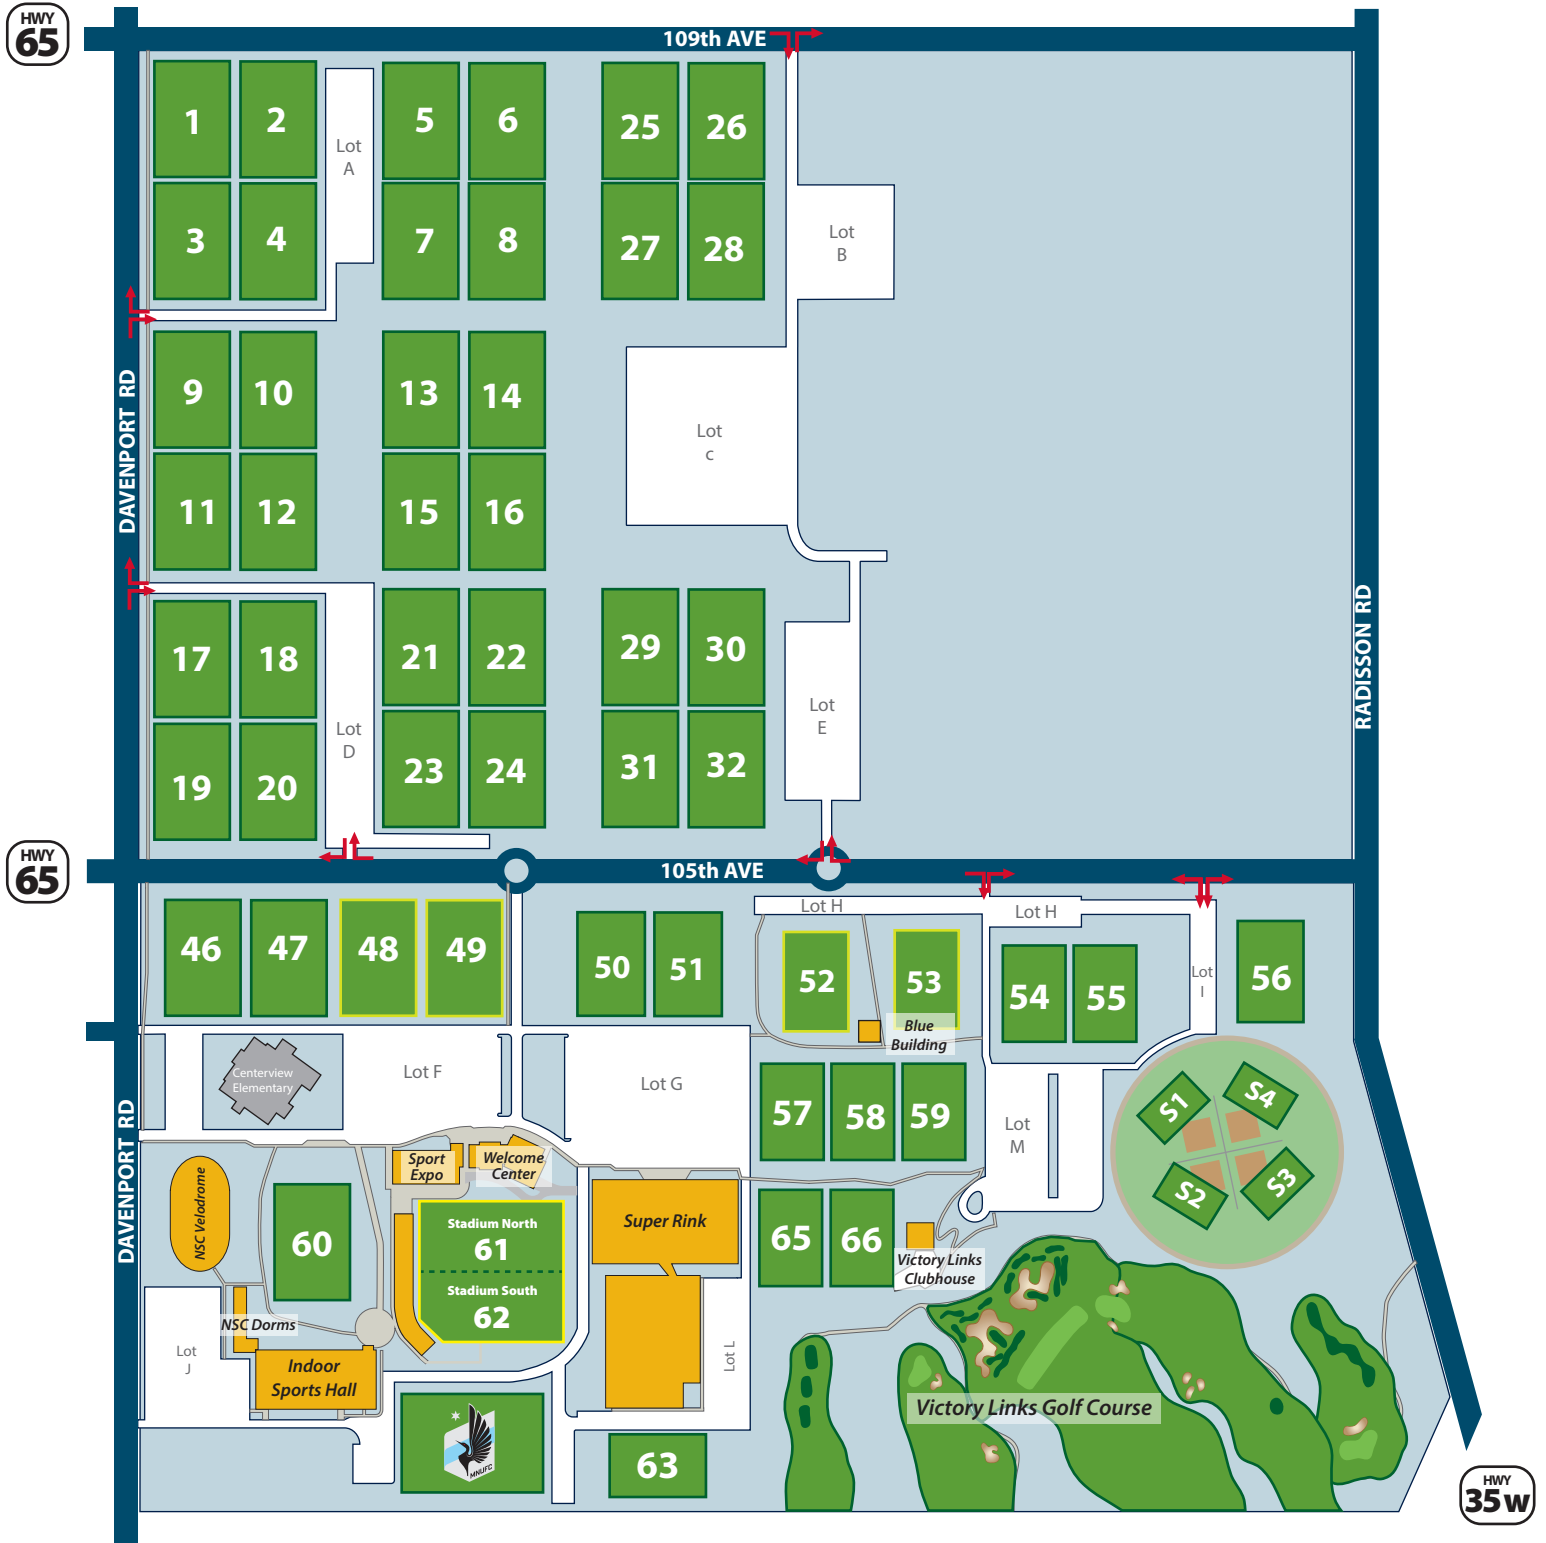 HWY
65
109th AVE
1
2
5
6
25
26
Lot
A
3
4
7
8
27
28
Lot
B
DAVENPORT RD
9
10
13
14
Lot
c
11
12
15
16
RADISSON RD
17
18
21
22
29
30
Lot
D
Lot
E
19
20
23
24
31
32
HWY
65
105th AVE
46
47
48
49
50
51
Lot H
Lot H
52
53
54
55
Lot
I
56
Blue
Building
Centerview
Elementary
Lot F
Lot G
57
58
59
Lot
M
S1
S4
S2
S3
DAVENPORT RD
Sport
Expo
Welcome
Center
NSC Velodrome
60
Stadium North
61
Stadium South
62
Super Rink
65
66
Victory Links
Clubhouse
NSC Dorms
Lot
J
Indoor
Sports Hall
Lot L
Victory Links Golf Course
MNUFC
63
HWY
35W